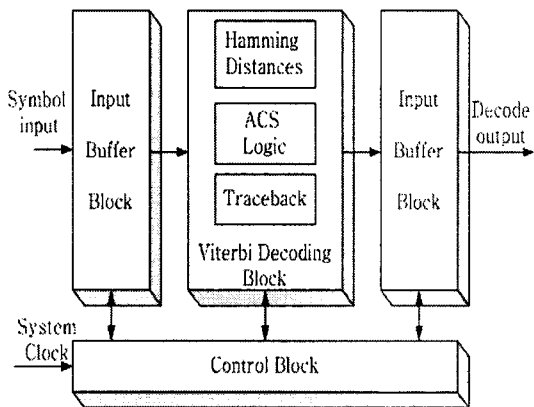 Symbol
input
Input
Buffer
Block
Hamming
Distances
ACS
Logic
Traceback
Viterbi Decoding
Block
Input
Buffer
Block
Decode
output
System
Clock
Control Block